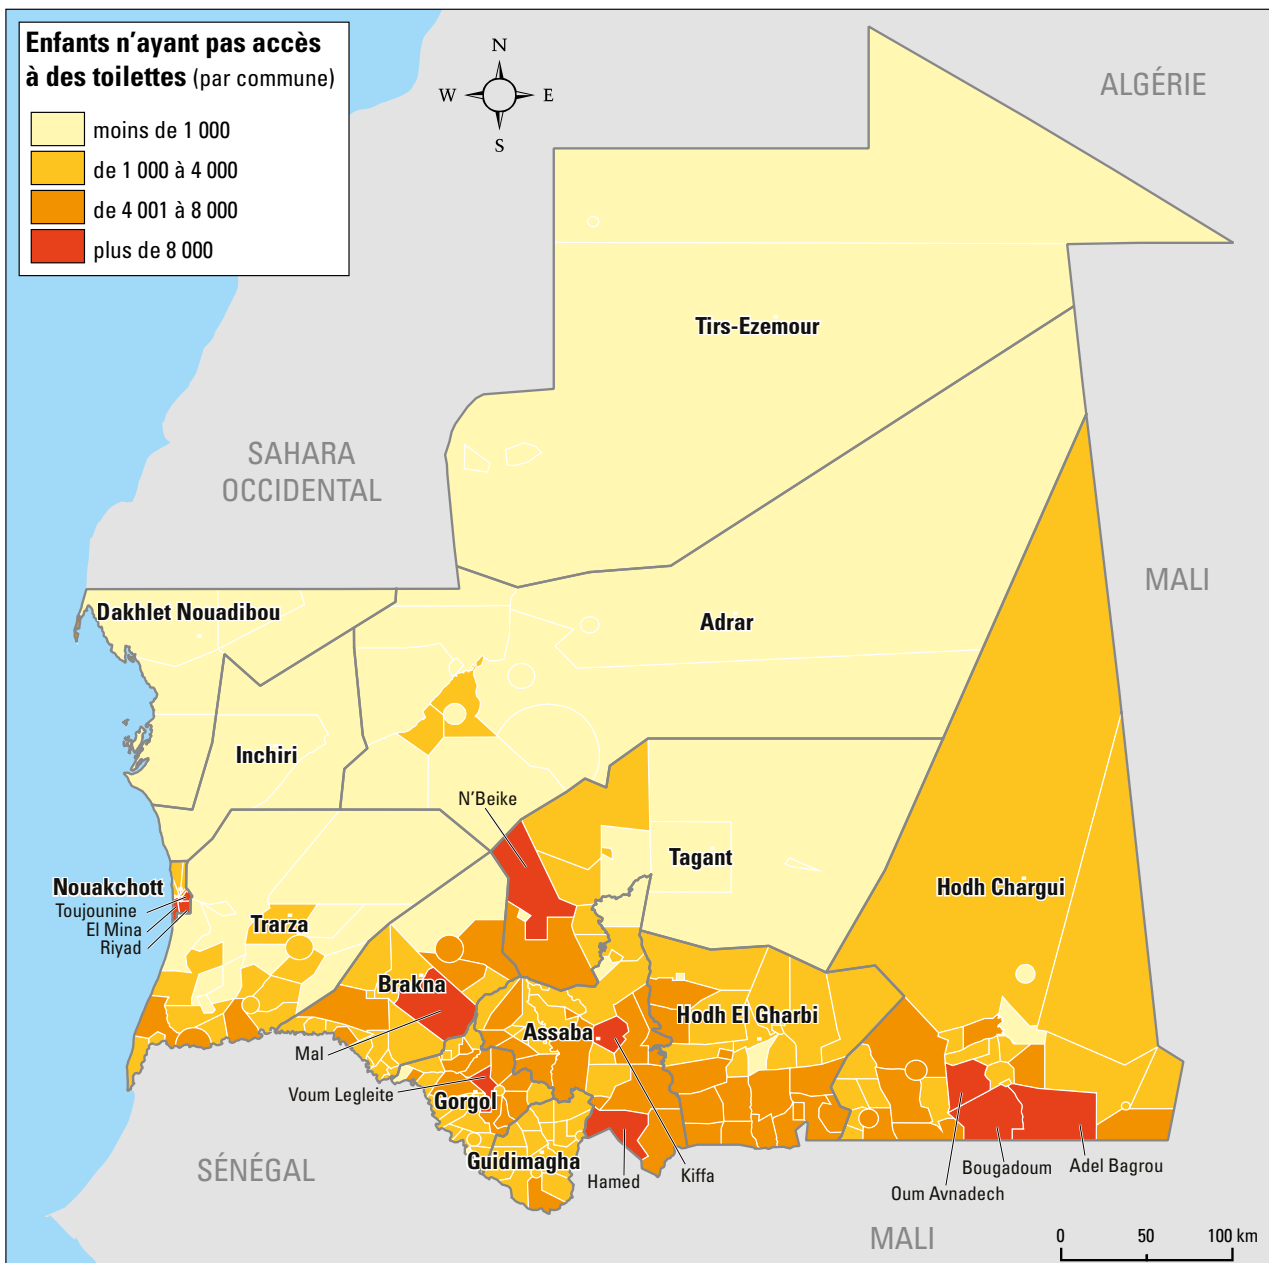 Enfants n'ayant pas accès
à des toilettes (par commune)
moins de 1 000
de 1 000 à 4 000
de 4 001 à 8 000
plus de 8 000
N
W
E
S
ALGÉRIE
Tirs-Ezemour
SAHARA
OCCIDENTAL
MALI
Dakhlet Nouadibou
Adrar
Inchiri
N'Beike
Tagant
Nouakchott
Toujounine
El Mina
Riyad
Trarza
Hodh Chargui
Brakna
Assaba
Hodh El Gharbi
Mal
Voum Legleite
Gorgol
Guidimagha
SÉNÉGAL
Hamed
Kiffa
Oum Avnadech
Bougadoum
Adel Bagrou
MALI
0 50 100 km